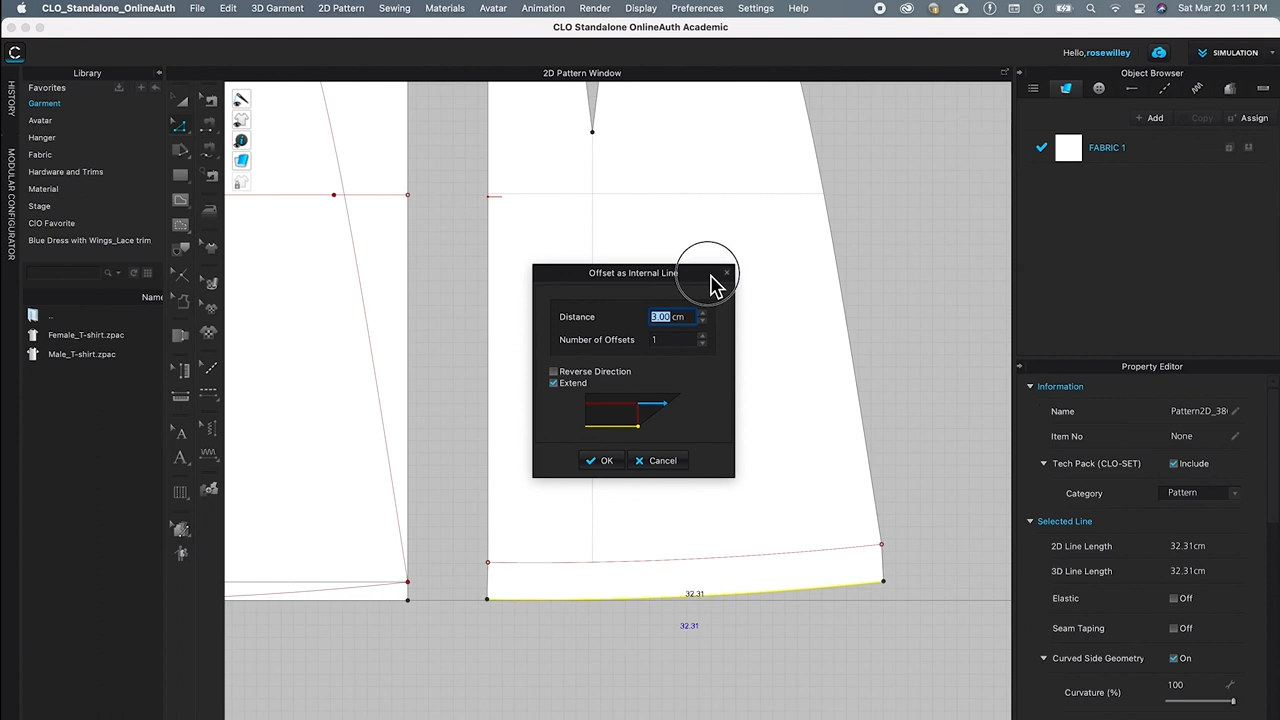 CLO_Standalone_OnlineAuth File Edit 3D Garment 2D Pattern Sewing Materials Avatar Animation Render Display Preferences Settings Help Sat Mar 20 1:11 PM
CLO Standalone OnlineAuth Academic
Hello, rosewilley SIMULATION
Library 2D Pattern Window Object Browser
HISTORY
MODULAR CONFIGURATOR
Favorites
Garment
Avatar
Hanger
Fabric
Hardware and Trims
Material
Stage
CLO Favorite
Blue Dress with Wings_Lace trim
Name
..
Female_T-shirt.zpac
Male_T-shirt.zpac
Offset as Internal Line
Distance 3.00 cm
Number of Offsets 1
Reverse Direction
Extend
OK Cancel
32.31
32.31
Add Copy Assign
FABRIC 1
Property Editor
Information
Name Pattern2D_38
Item No None
Tech Pack (CLO-SET) Include
Category Pattern
Selected Line
2D Line Length 32.31cm
3D Line Length 32.31cm
Elastic Off
Seam Taping Off
Curved Side Geometry On
Curvature (%) 100